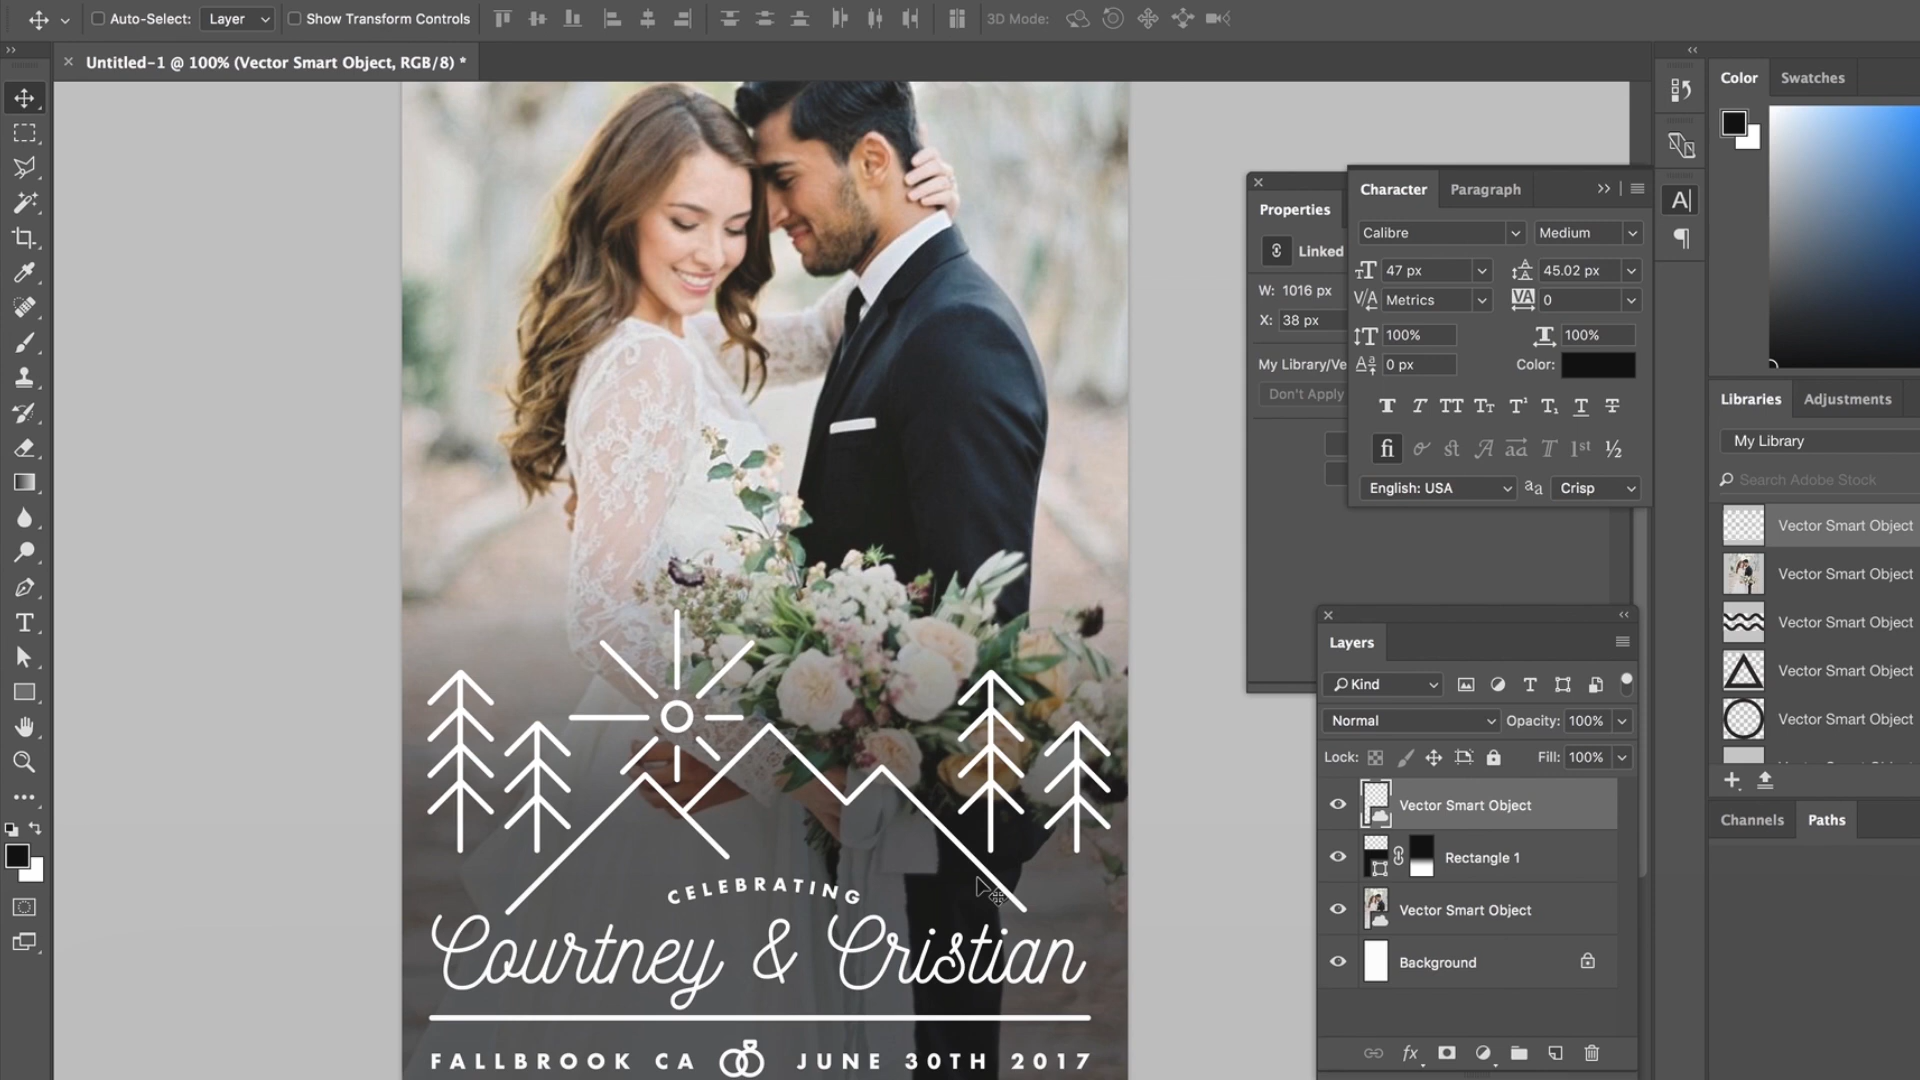 Auto-Select: Layer Show Transform Controls 3D Mode:
Untitled-1 @ 100% (Vector Smart Object, RGB/8) *
CELEBRATING
Courtney & Cristian
FALLBROOK CA JUNE 30TH 2017
Properties
Linked
W: 1016 px
X: 38 px
My Library/Ve
Don't Apply
Character Paragraph
Calibre Medium
47 px 45.02 px
Metrics 0
100% 100%
0 px Color:
English: USA Crisp
Layers
Kind
Normal Opacity: 100%
Lock: Fill: 100%
Vector Smart Object
Rectangle 1
Vector Smart Object
Background
Color Swatches
Libraries Adjustments
My Library
Search Adobe Stock
Vector Smart Object
Vector Smart Object
Vector Smart Object
Vector Smart Object
Vector Smart Object
Channels Paths